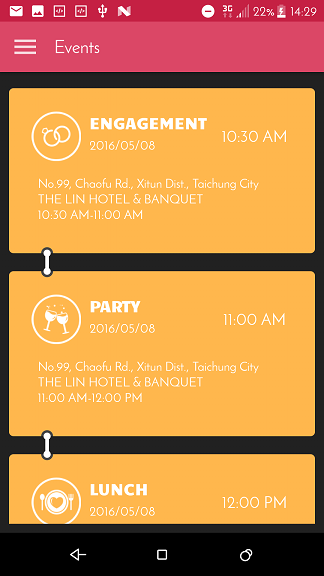 3G 22% 14:29
Events
ENGAGEMENT
10:30 AM
2016/05/08
No.99, Chaofu Rd., Xitun Dist., Taichung City
THE LIN HOTEL & BANQUET
10:30 AM-11:00 AM
PARTY
11:00 AM
2016/05/08
No.99, Chaofu Rd., Xitun Dist., Taichung City
THE LIN HOTEL & BANQUET
11:00 AM-12:00 PM
LUNCH
12:00 PM
2016/05/08